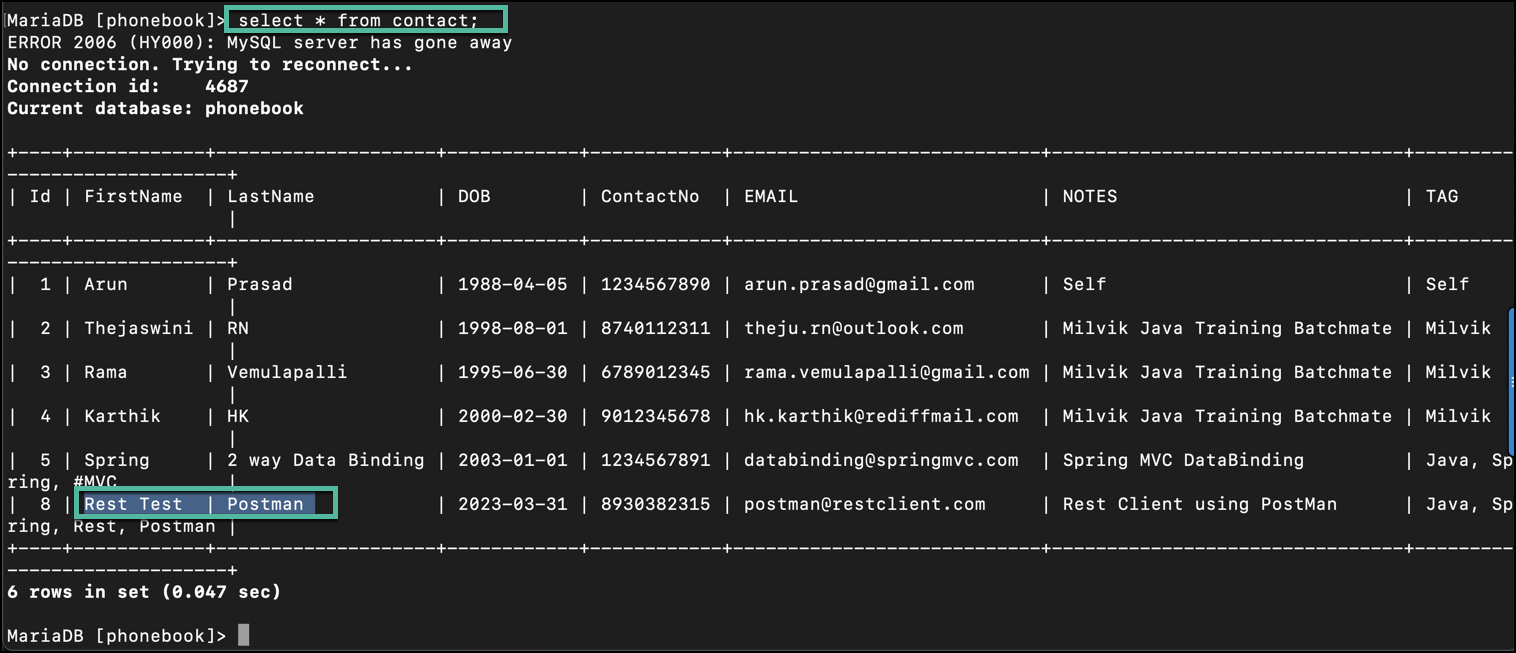 MariaDB [phonebook]> select * from contact;
ERROR 2006 (HY000): MySQL server has gone away
No connection. Trying to reconnect...
Connection id:    4687
Current database: phonebook
+----+------------+---------------------+------------+------------+----------------------------+--------------------------------+---------
--------------------+
| Id | FirstName  | LastName           | DOB        | ContactNo  | EMAIL                      | NOTES                          | TAG
                    |
+----+------------+---------------------+------------+------------+----------------------------+--------------------------------+---------
--------------------+
|  1 | Arun       | Prasad             | 1988-04-05 | 1234567890 | arun.prasad@gmail.com      | Self                           | Self
                    |
|  2 | Thejaswini | RN                 | 1998-08-01 | 8740112311 | theju.rn@outlook.com       | Milvik Java Training Batchmate | Milvik
                    |
|  3 | Rama       | Vemulapalli        | 1995-06-30 | 6789012345 | rama.vemulapalli@gmail.com | Milvik Java Training Batchmate | Milvik
                    |
|  4 | Karthik    | HK                 | 2000-02-30 | 9012345678 | hk.karthik@rediffmail.com  | Milvik Java Training Batchmate | Milvik
                    |
|  5 | Spring     | 2 way Data Binding | 2003-01-01 | 1234567891 | databinding@springmvc.com  | Spring MVC DataBinding         | Java, Sp
ring, #MVC          |
|  8 | Rest Test  | Postman            | 2023-03-31 | 8930382315 | postman@restclient.com     | Rest Client using PostMan      | Java, Sp
ring, Rest, Postman |
+----+------------+---------------------+------------+------------+----------------------------+--------------------------------+---------
--------------------+
6 rows in set (0.047 sec)
MariaDB [phonebook]>